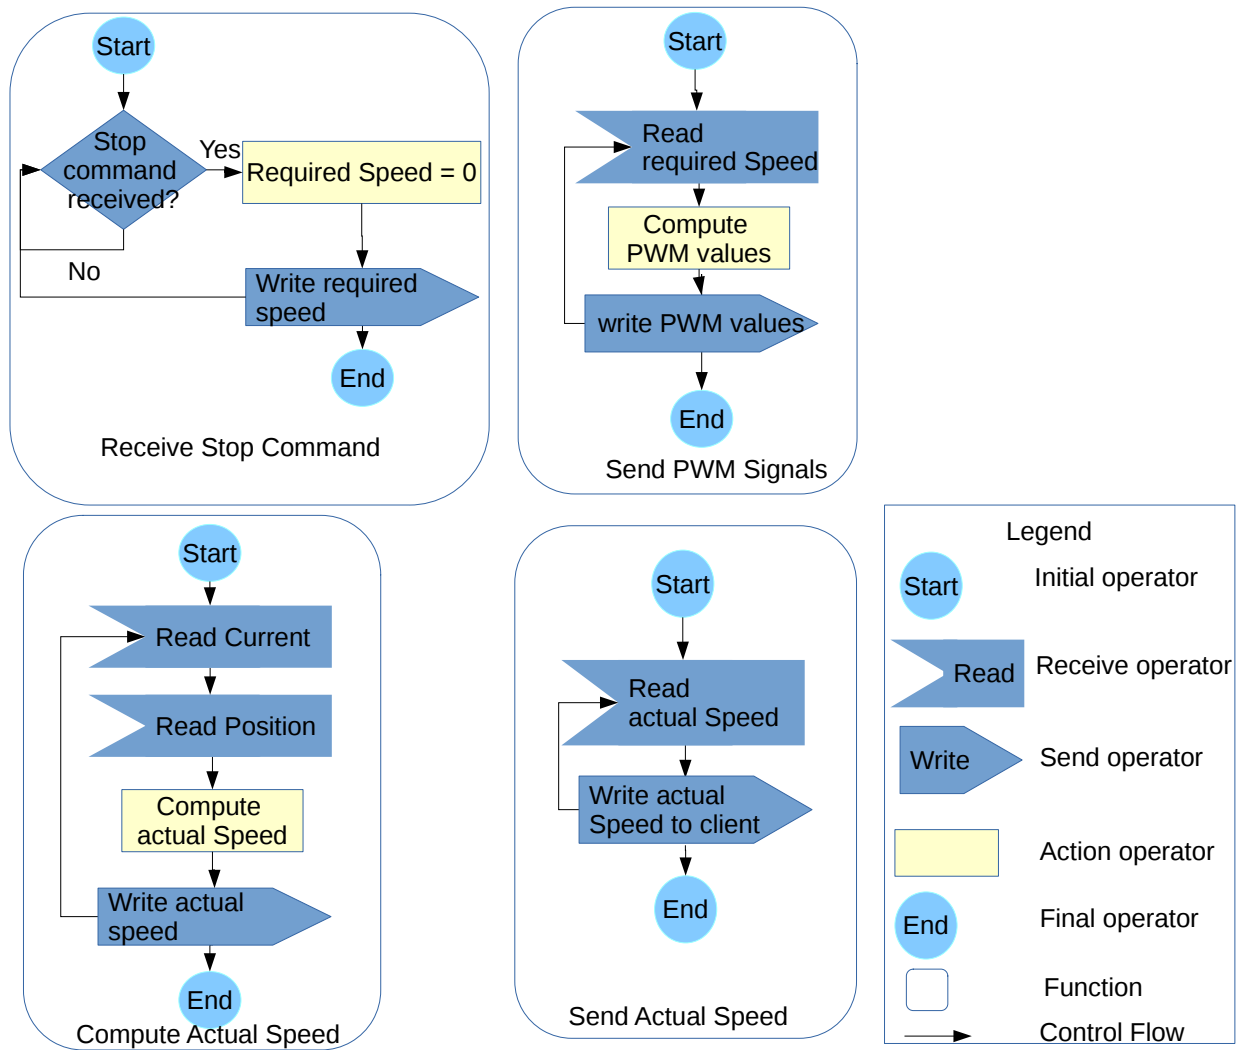 Start
Stop
command
received?
Yes
Required Speed = 0
No
Write required
speed
End
Receive Stop Command
Start
Read
required Speed
Compute
PWM values
write PWM values
End
Send PWM Signals
Start
Read Current
Read Position
Compute
actual Speed
Write actual
speed
End
Compute Actual Speed
Start
Read
actual Speed
Write actual
Speed to client
End
Send Actual Speed
Legend
Start
Initial operator
Read
Receive operator
Write
Send operator
Action operator
End
Final operator
Function
Control Flow